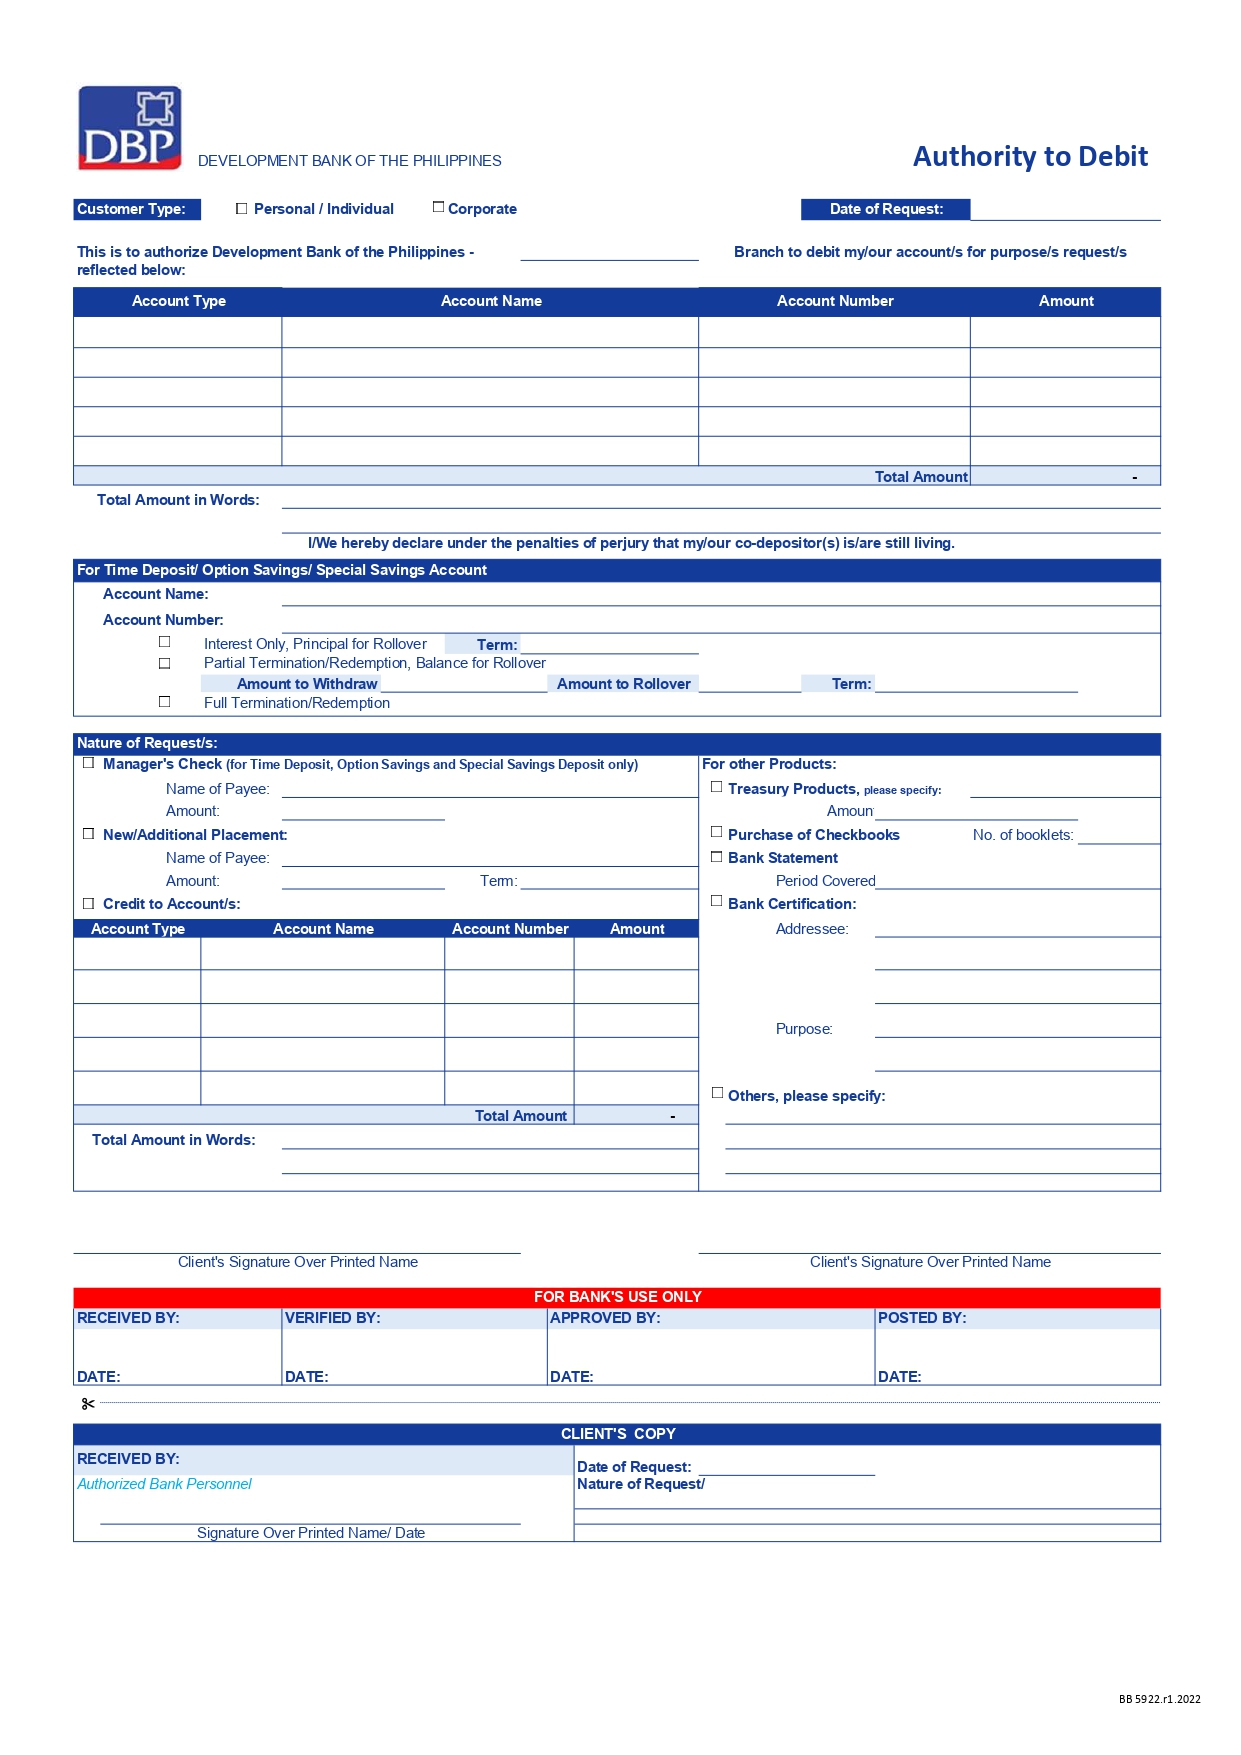 DBP
DEVELOPMENT BANK OF THE PHILIPPINES
Authority to Debit
Customer Type: Personal / Individual Corporate Date of Request:
This is to authorize Development Bank of the Philippines - Branch to debit my/our account/s for purpose/s request/s
reflected below:
Account Type Account Name Account Number Amount
Total Amount -
Total Amount in Words:
I/We hereby declare under the penalties of perjury that my/our co-depositor(s) is/are still living.
For Time Deposit/ Option Savings/ Special Savings Account
Account Name:
Account Number:
Interest Only, Principal for Rollover Term:
Partial Termination/Redemption, Balance for Rollover
Amount to Withdraw Amount to Rollover Term:
Full Termination/Redemption
Nature of Request/s:
Manager's Check (for Time Deposit, Option Savings and Special Savings Deposit only)
Name of Payee:
Amount:
New/Additional Placement:
Name of Payee:
Amount: Term:
Credit to Account/s:
Account Type Account Name Account Number Amount
Total Amount -
Total Amount in Words:
For other Products:
Treasury Products, please specify:
Amoun
Purchase of Checkbooks No. of booklets:
Bank Statement
Period Covered
Bank Certification:
Addressee:
Purpose:
Others, please specify:
Client's Signature Over Printed Name Client's Signature Over Printed Name
FOR BANK'S USE ONLY
RECEIVED BY: VERIFIED BY: APPROVED BY: POSTED BY:
DATE: DATE: DATE: DATE:
CLIENT'S COPY
RECEIVED BY:
Authorized Bank Personnel
Signature Over Printed Name/ Date
Date of Request:
Nature of Request/
BB 5922.r1.2022